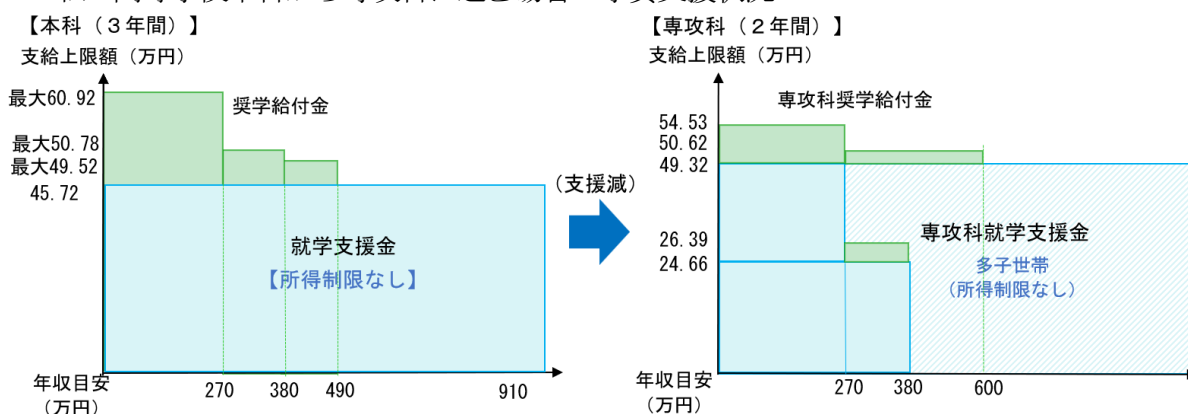 【本科（３年間）】
支給上限額（万円）
最大60.92
奨学給付金
最大50.78
最大49.52
45.72
就学支援金
【所得制限なし】
年収目安
（万円）
270
380
490
910
（支援減）
【専攻科（２年間）】
支給上限額（万円）
専攻科奨学給付金
54.53
50.62
49.32
26.39
24.66
専攻科就学支援金
多子世帯
（所得制限なし）
年収目安
（万円）
270
380
600